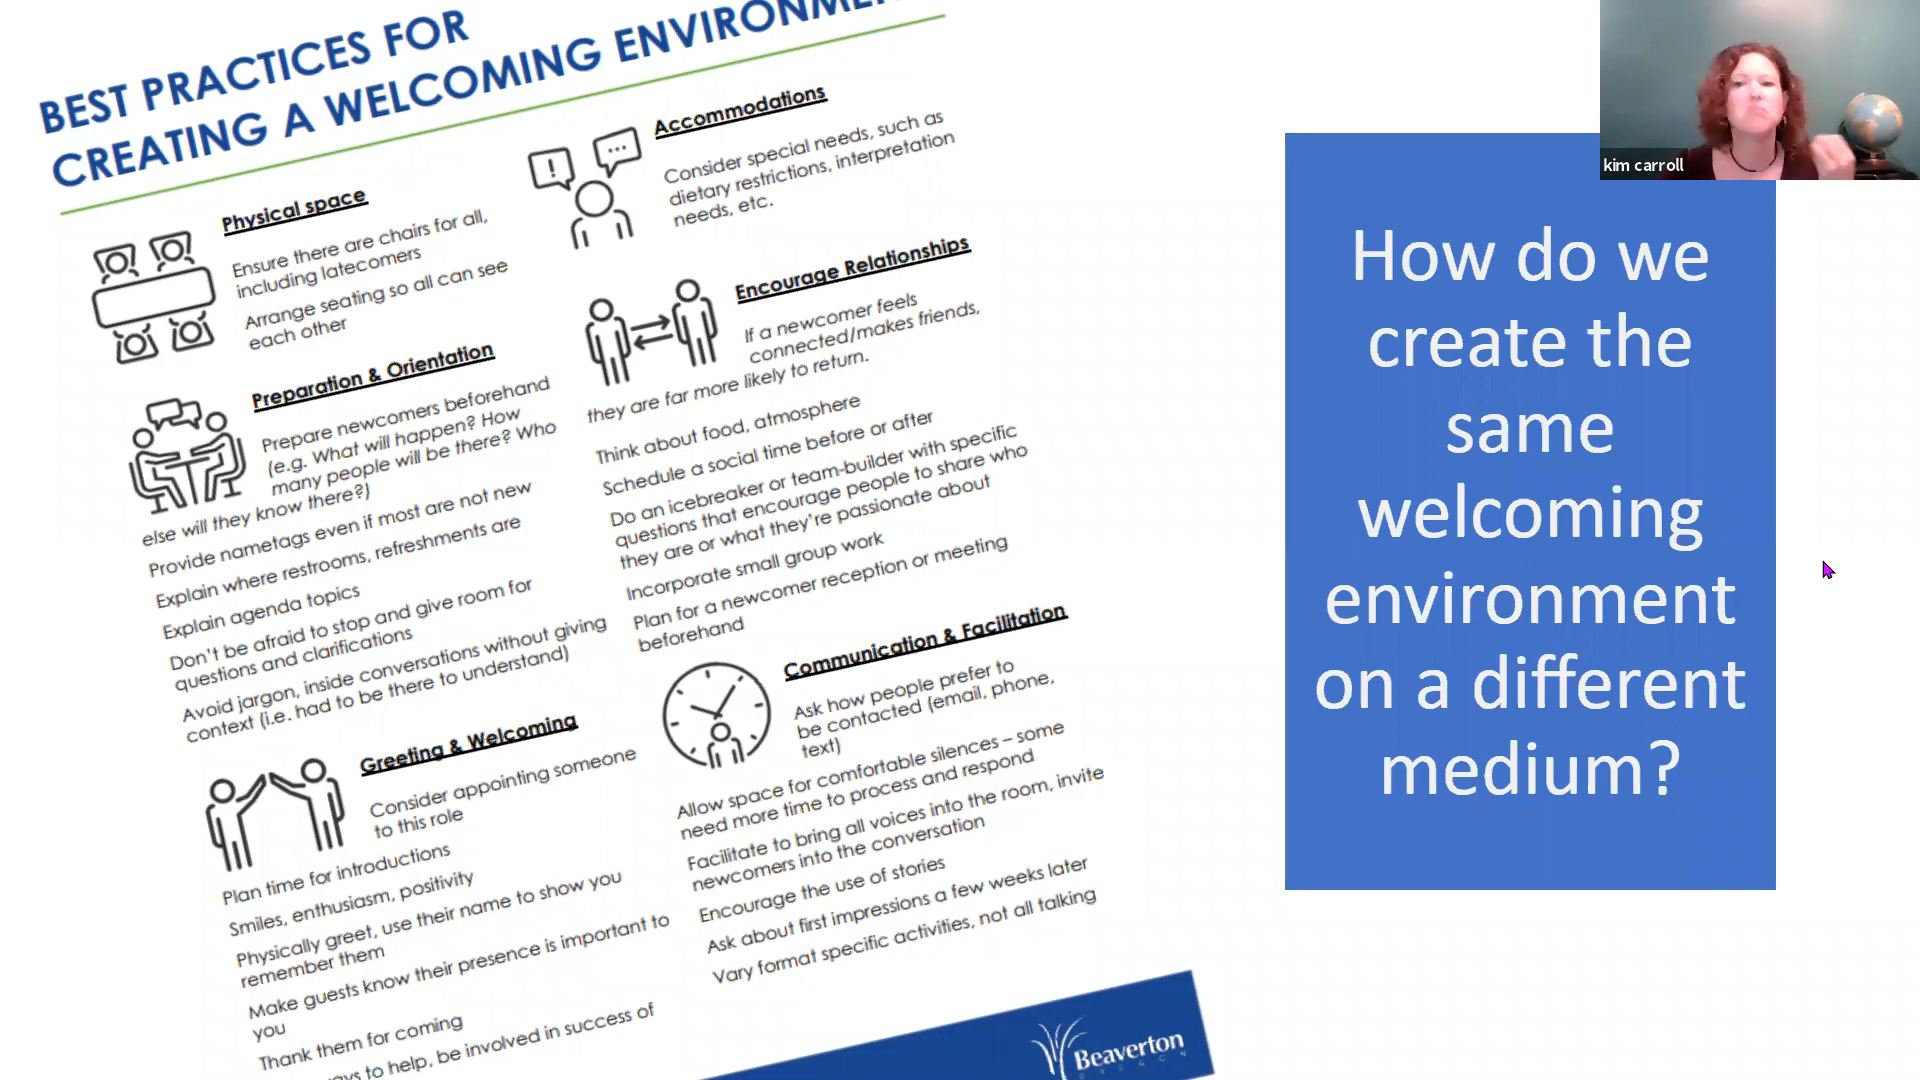 BEST PRACTICES FOR
CREATING A WELCOMING ENVIRONMENT
Physical space
Ensure there are chairs for all,
including latecomers
Arrange seating so all can see
each other
Preparation & Orientation
Prepare newcomers beforehand
(e.g. What will happen? How
many people will be there? Who
else will they know there?)
Provide nametags even if most are not new
Explain where restrooms, refreshments are
Explain agenda topics
Don't be afraid to stop and give room for
questions and clarifications
Avoid jargon, inside conversations without giving
context (i.e. had to be there to understand)
Greeting & Welcoming
Consider appointing someone
to this role
Plan time for introductions
Smiles, enthusiasm, positivity
Physically greet, use their name to show you
remember them
Make guests know their presence is important to
you
Thank them for coming
to help, be involved in success of
Accommodations
Consider special needs, such as
dietary restrictions, interpretation
needs, etc.
Encourage Relationships
If a newcomer feels
connected/makes friends,
they are far more likely to return.
Think about food, atmosphere
Schedule a social time before or after
Do an icebreaker or team-builder with specific
questions that encourage people to share who
they are or what they're passionate about
Incorporate small group work
Plan for a newcomer reception or meeting
beforehand
Communication & Facilitation
Ask how people prefer to
be contacted (email, phone,
text)
Allow space for comfortable silences – some
need more time to process and respond
Facilitate to bring all voices into the room, invite
newcomers into the conversation
Encourage the use of stories
Ask about first impressions a few weeks later
Vary format specific activities, not all talking
Beaverton
OREGON
How do we
create the
same
welcoming
environment
on a different
medium?
kim carroll